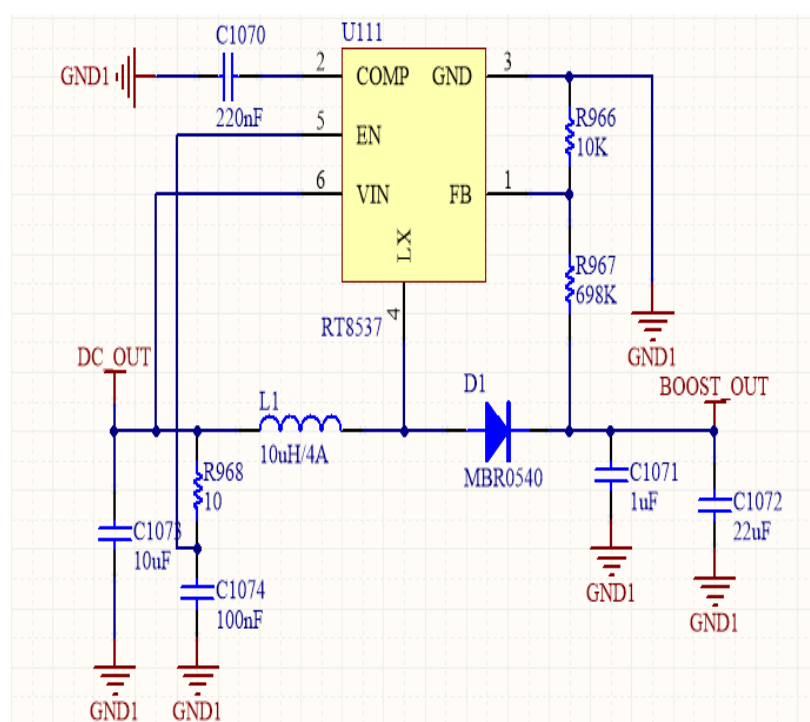 C1070
U111
GND1
220nF
2
COMP
GND
3
5
EN
6
VIN
FB
1
LX
4
RT8537
R966
10K
R967
698K
GND1
DC_OUT
L1
10uH/4A
D1
MBR0540
BOOST_OUT
R968
10
C1073
10uF
C1074
100nF
C1071
1uF
C1072
22uF
GND1
GND1
GND1
GND1